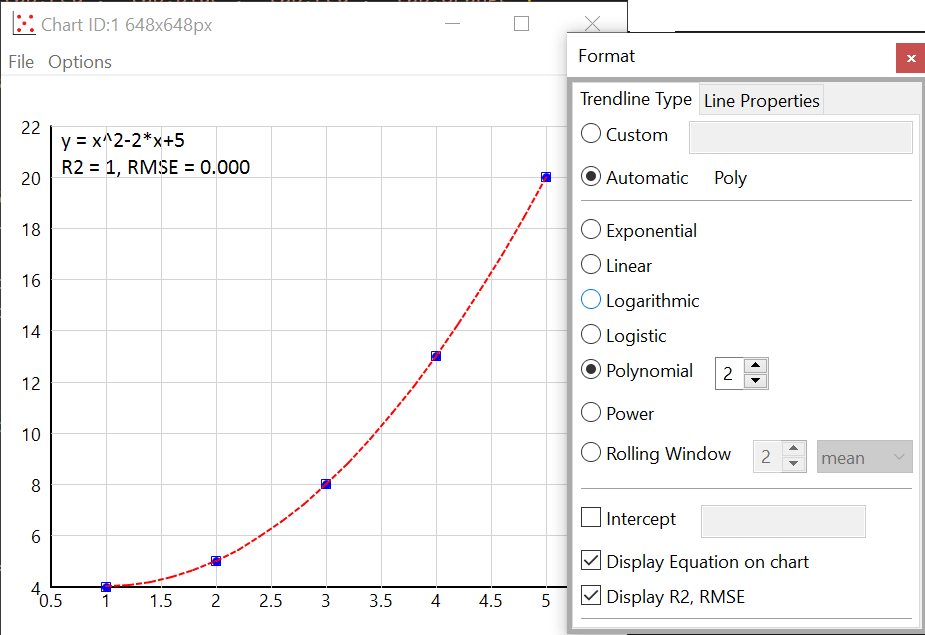 Chart ID:1 648x648px
File Options
22
20
18
16
14
12
10
8
6
4
y = x^2-2*x+5
R2 = 1, RMSE = 0.000
0.5 1 1.5 2 2.5 3 3.5 4 4.5 5
Format
Trendline Type Line Properties
Custom
Automatic Poly
Exponential
Linear
Logarithmic
Logistic
Polynomial 2
Power
Rolling Window 2 mean
Intercept
Display Equation on chart
Display R2, RMSE